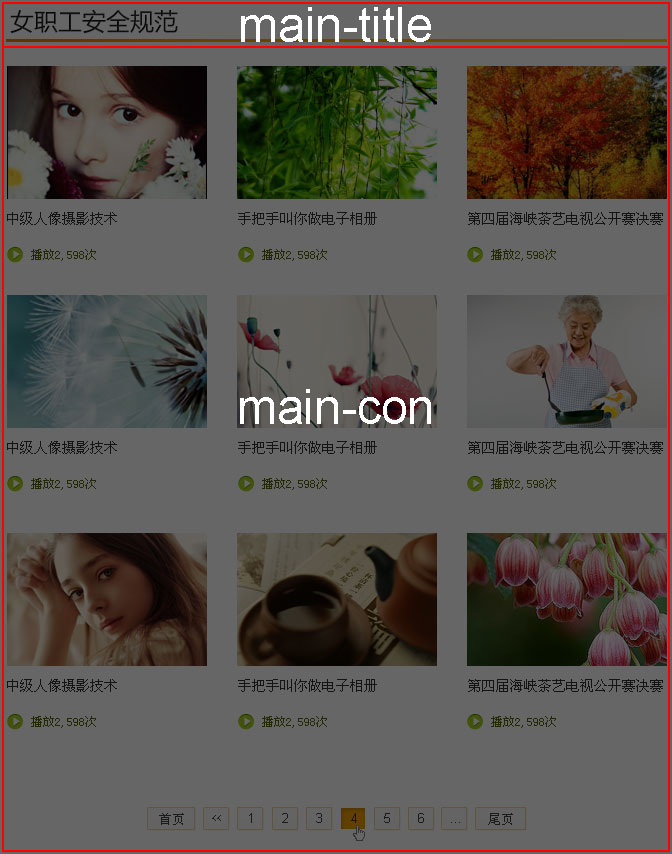 女职工安全规范
main-title
中级人像摄影技术
手把手叫你做电子相册
第四届海峡茶艺电视公开赛决赛
播放2,598次
播放2,598次
播放2,598次
main-con
中级人像摄影技术
手把手叫你做电子相册
第四届海峡茶艺电视公开赛决赛
播放2,598次
播放2,598次
播放2,598次
中级人像摄影技术
手把手叫你做电子相册
第四届海峡茶艺电视公开赛决赛
播放2,598次
播放2,598次
播放2,598次
首页 << 1 2 3 4 5 6 ... 尾页